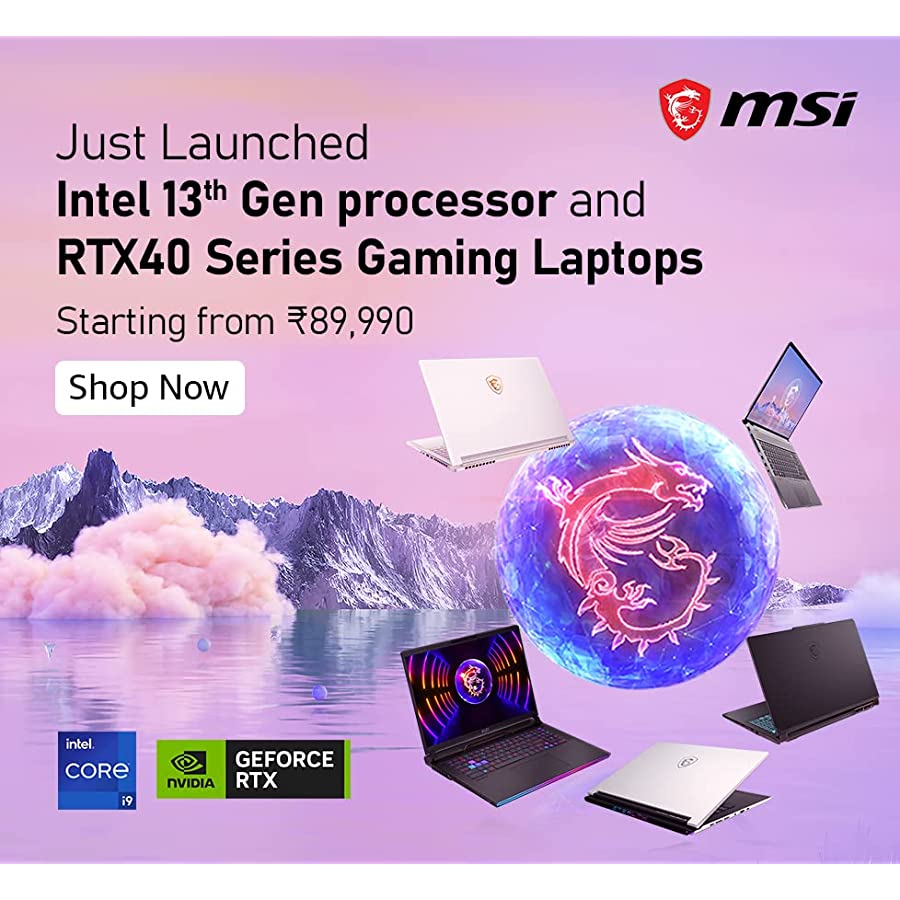 msi
Just Launched
Intel 13th Gen processor and
RTX40 Series Gaming Laptops
Starting from ₹89,990
Shop Now
intel.
CORE
i9
NVIDIA
GEFORCE
RTX